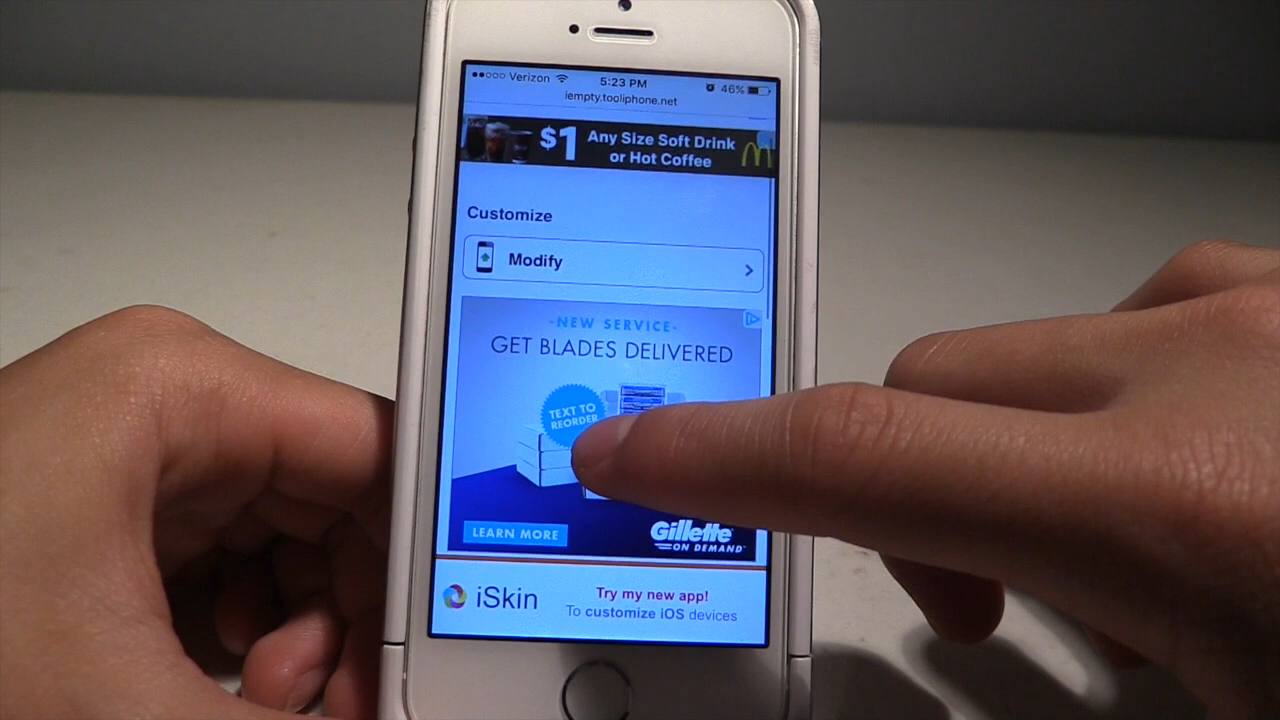 Verizon 5:23 PM 46%
iempty.tooliphone.net
$1 Any Size Soft Drink
or Hot Coffee
Customize
Modify
-NEW SERVICE-
GET BLADES DELIVERED
TEXT TO
REORDER
LEARN MORE
Gillette
ON DEMAND
iSkin
Try my new app!
To customize iOS devices